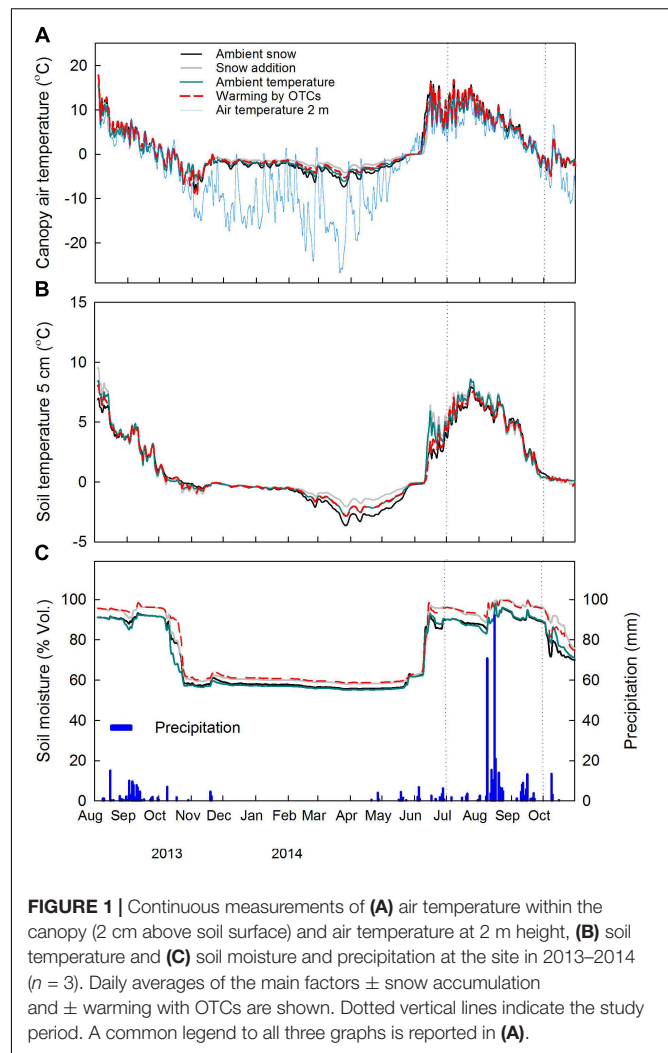 A
Ambient snow
Snow addition
Ambient temperature
Warming by OTCs
Air temperature 2 m
Canopy air temperature (°C)
20
10
0
-10
-20
B
Soil temperature 5 cm (°C)
15
10
5
0
-5
C
Soil moisture (% Vol.)
100
80
60
40
20
0
Precipitation
Precipitation (mm)
100
80
60
40
20
0
Aug Sep Oct Nov Dec Jan Feb Mar Apr May Jun Jul Aug Sep Oct
2013 2014
FIGURE 1 | Continuous measurements of (A) air temperature within the
canopy (2 cm above soil surface) and air temperature at 2 m height, (B) soil
temperature and (C) soil moisture and precipitation at the site in 2013–2014
(n = 3). Daily averages of the main factors ± snow accumulation
and ± warming with OTCs are shown. Dotted vertical lines indicate the study
period. A common legend to all three graphs is reported in (A).